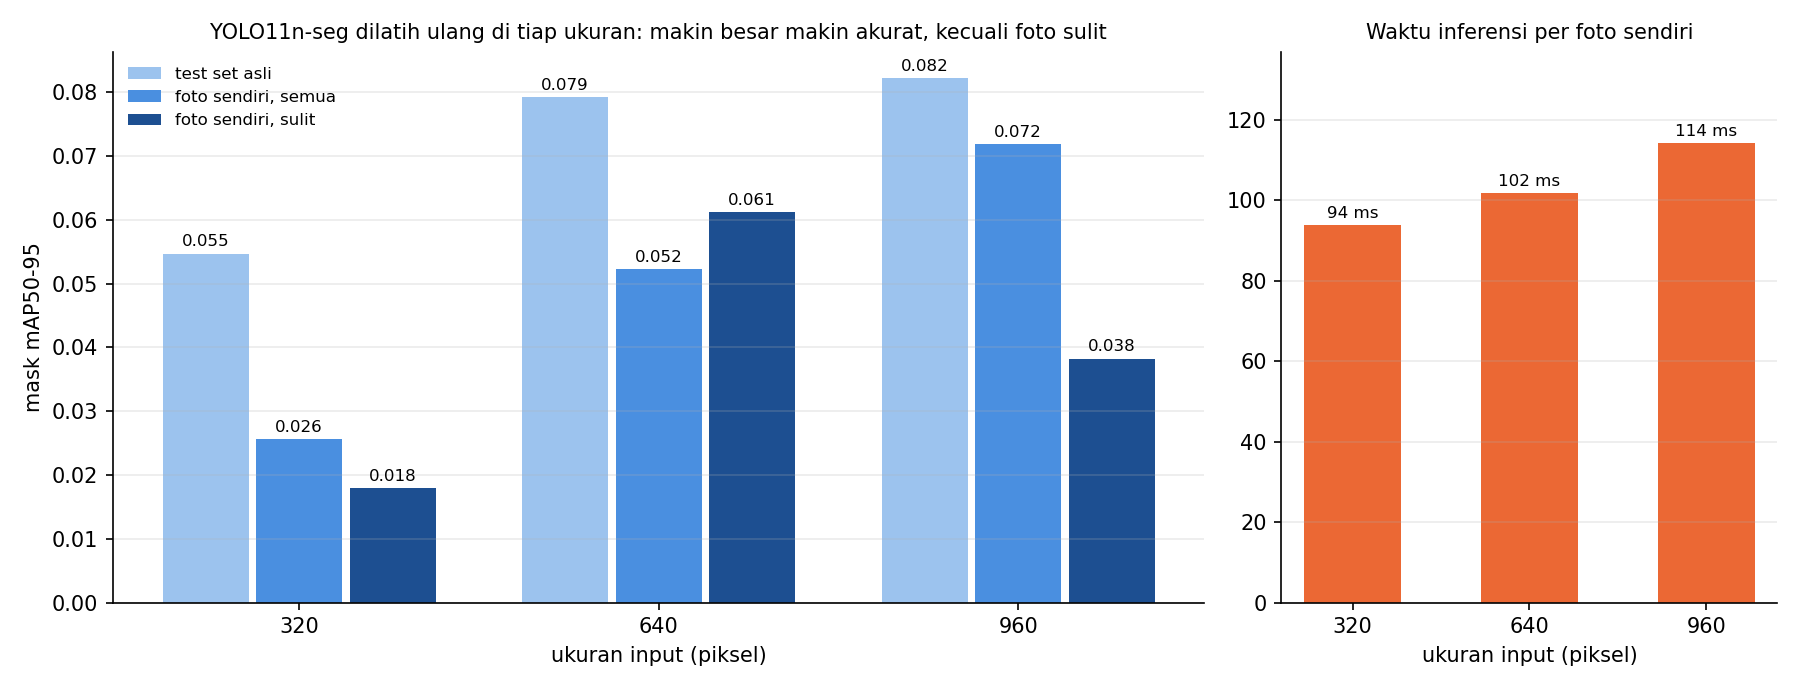 YOLO11n-seg dilatih ulang di tiap ukuran: makin besar makin akurat, kecuali foto sulit
test set asli
foto sendiri, semua
foto sendiri, sulit
mask mAP50-95
0.08
0.07
0.06
0.05
0.04
0.03
0.02
0.01
0.00
0.055
0.026
0.018
0.079
0.052
0.061
0.082
0.072
0.038
320
640
960
ukuran input (piksel)
Waktu inferensi per foto sendiri
120
100
80
60
40
20
0
94 ms
102 ms
114 ms
320
640
960
ukuran input (piksel)